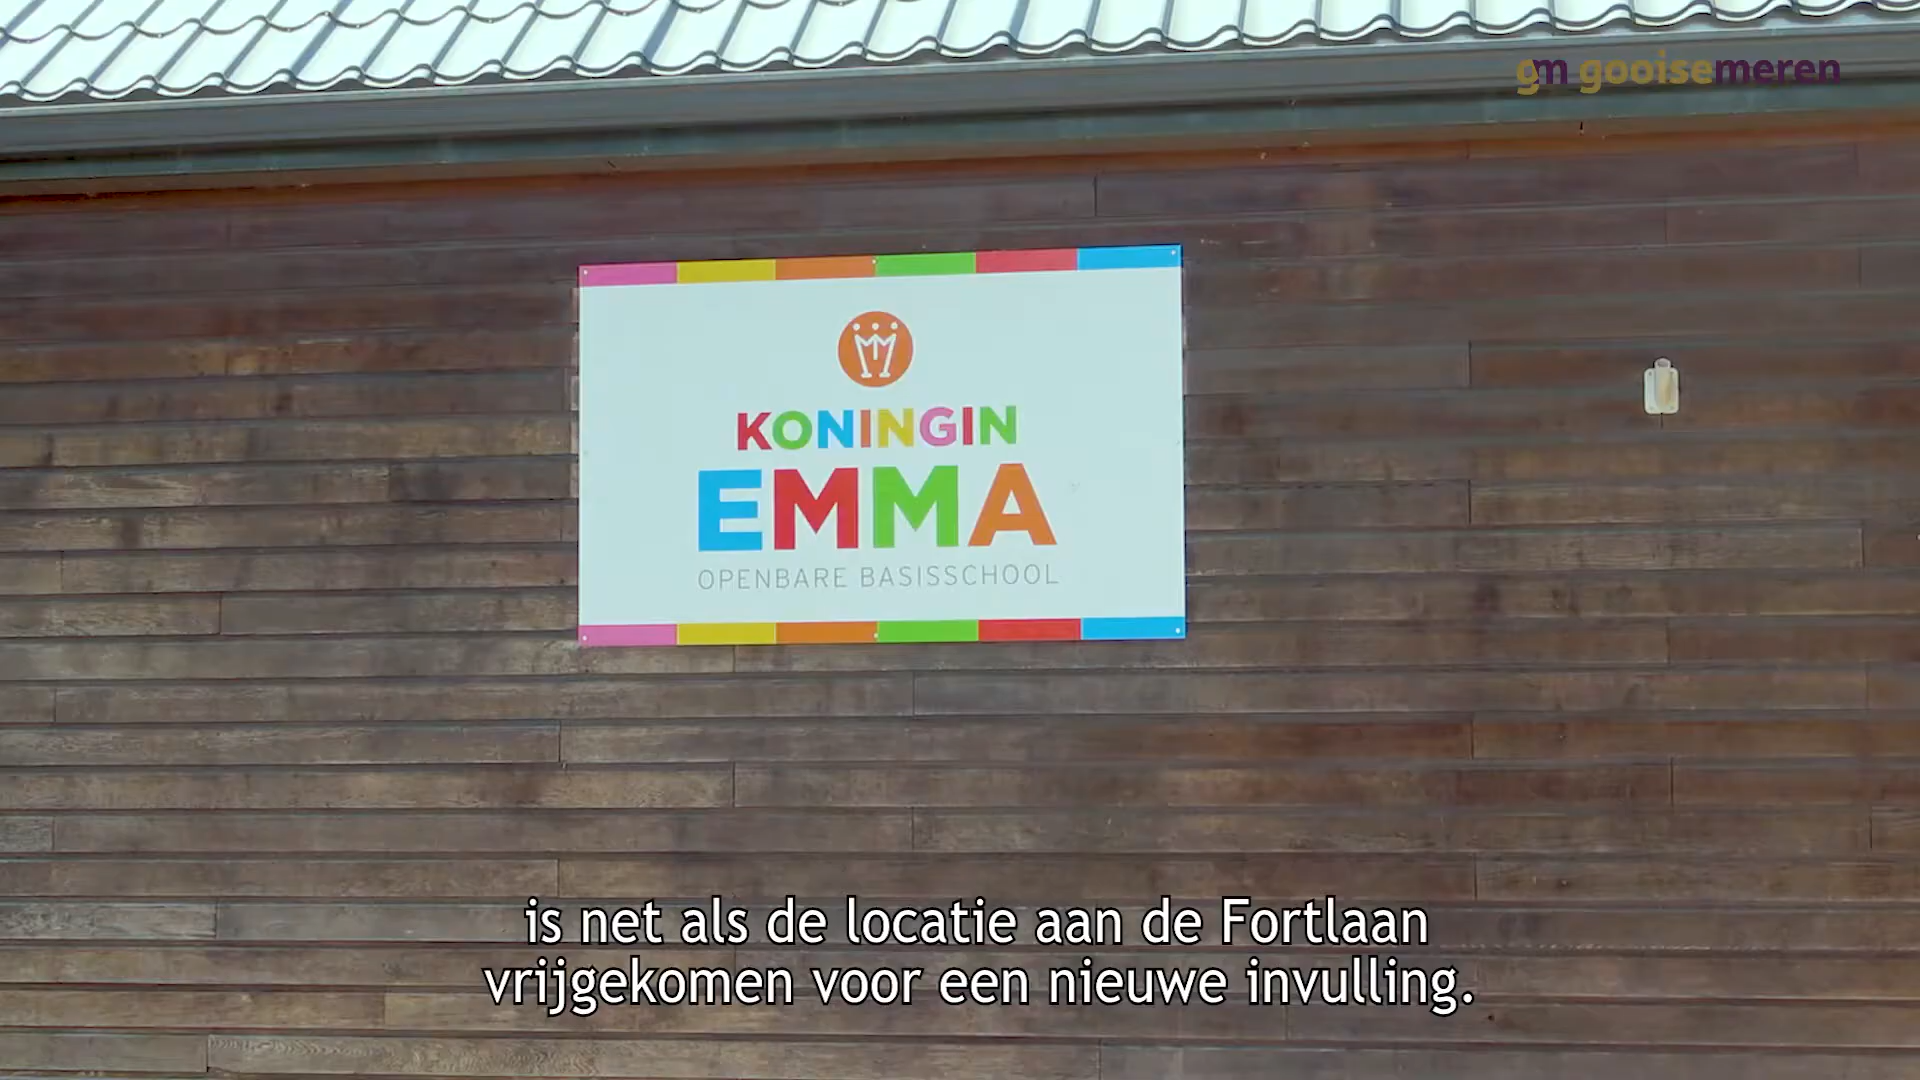 gm gooisemeren
KONINGIN
EMMA
OPENBARE BASISSCHOOL
is net als de locatie aan de Fortlaan
vrijgekomen voor een nieuwe invulling.